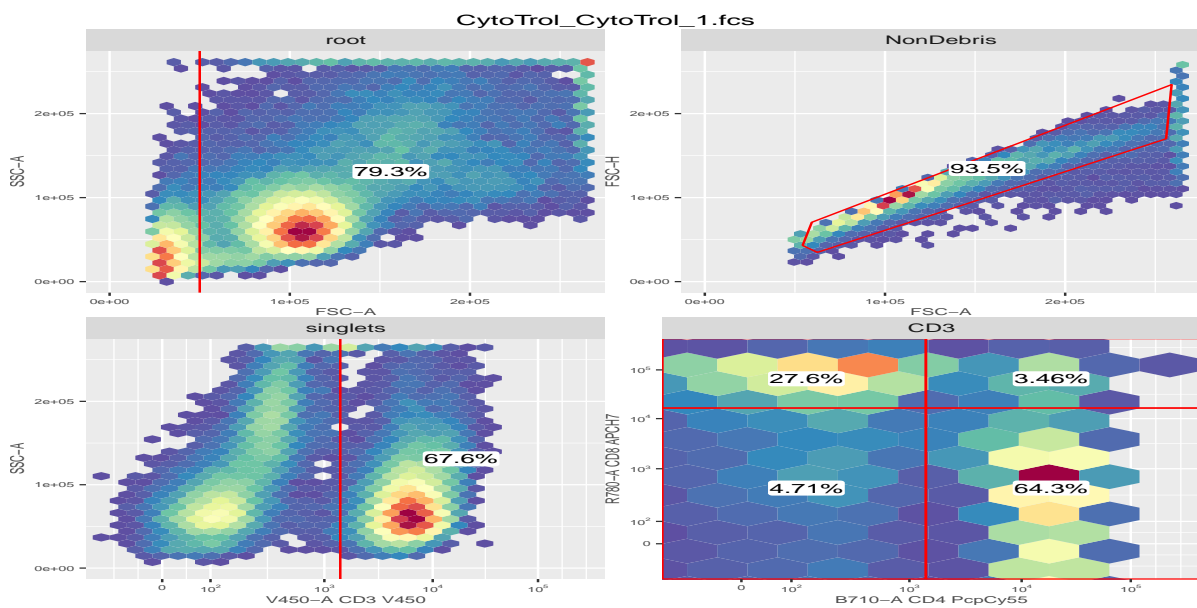 CytoTrol_CytoTrol_1.fcs
root
NonDebris
SSC-A
2e+05
1e+05
0e+00
79.3%
0e+00
1e+05
2e+05
FSC-A
FSC-H
2e+05
1e+05
0e+00
93.5%
0e+00
1e+05
2e+05
FSC-A
singlets
CD3
SSC-A
2e+05
1e+05
0e+00
67.6%
0
10²
10³
10⁴
10⁵
V450-A CD3 V450
R780-A CD8 APCH7
10⁵
10⁴
10³
10²
0
27.6%
3.46%
4.71%
64.3%
0
10²
10³
10⁴
10⁵
B710-A CD4 PcpCy55